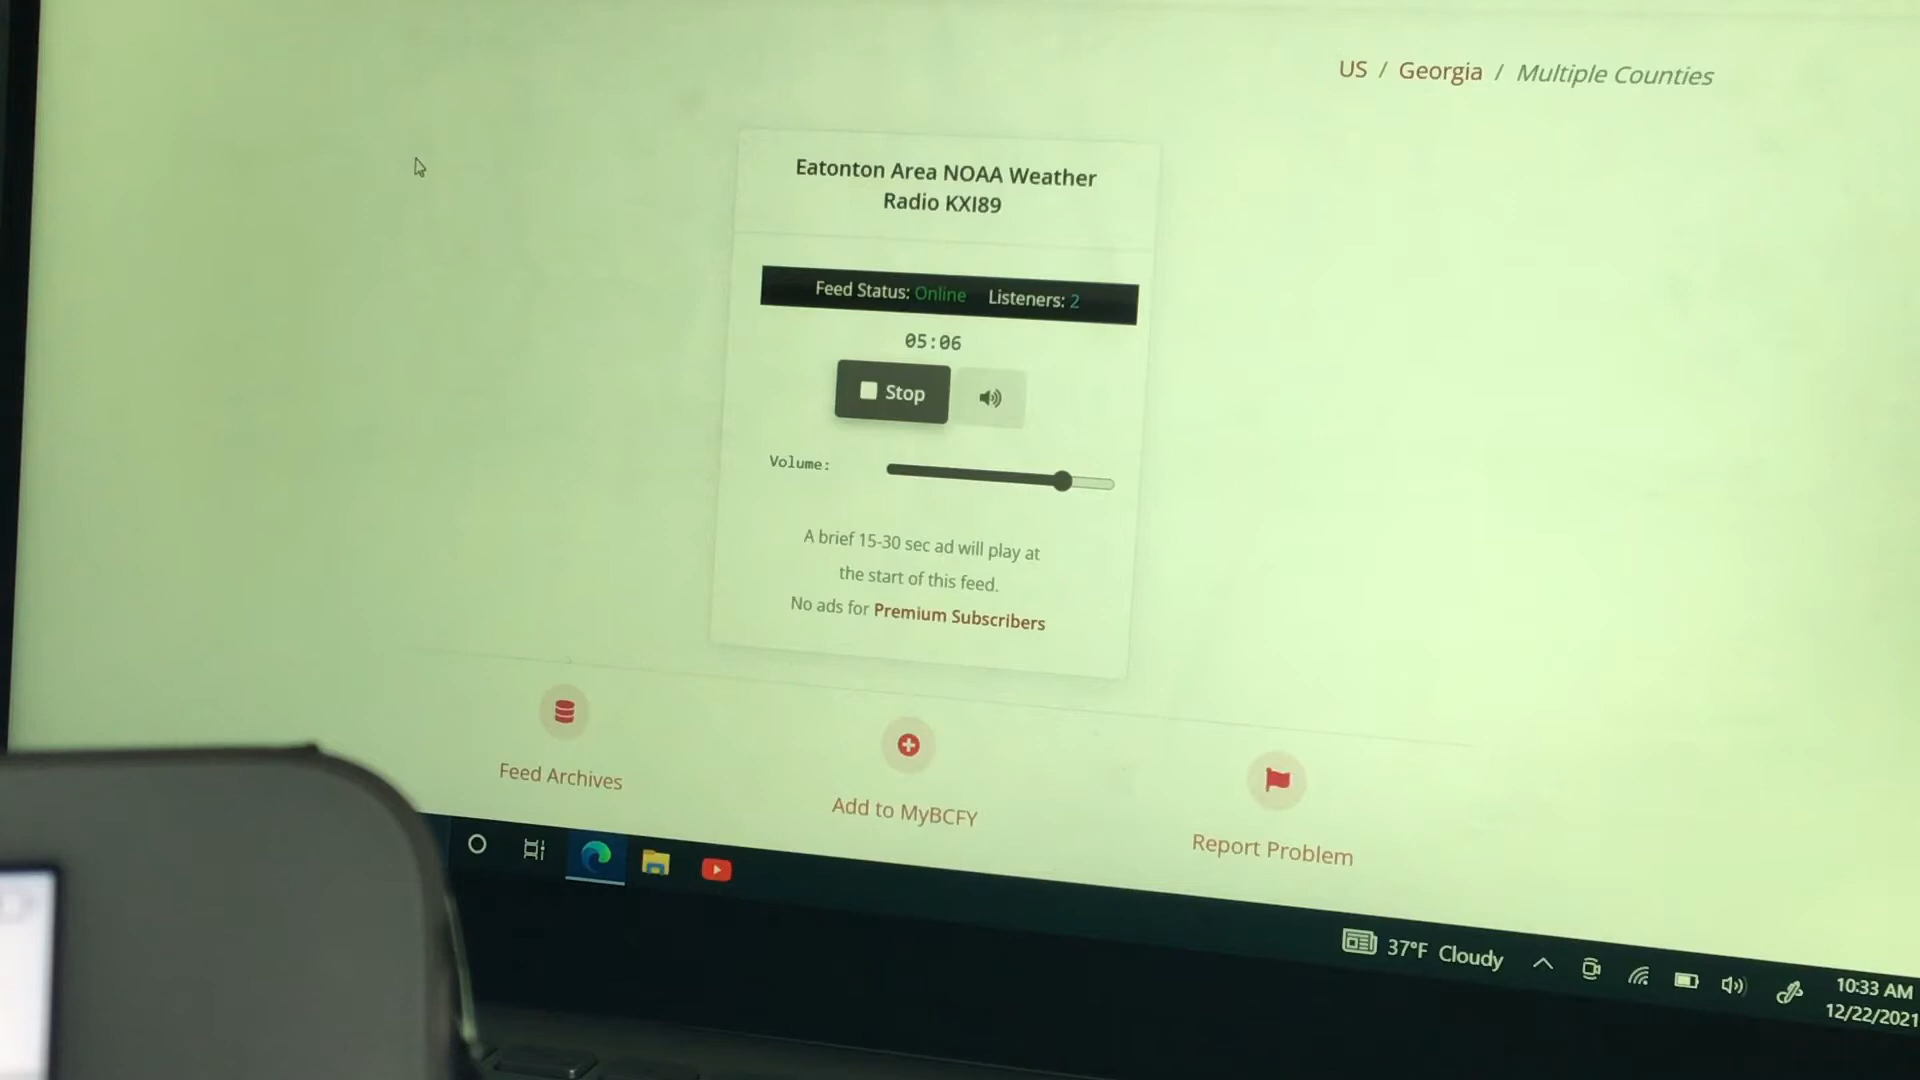 US / Georgia / Multiple Counties
Eatonton Area NOAA Weather
Radio KXI89
Feed Status: Online Listeners: 2
05:06
Stop
Volume:
A brief 15-30 sec ad will play at
the start of this feed.
No ads for Premium Subscribers
Feed Archives
Add to MyBCFY
Report Problem
37°F Cloudy
10:33 AM
12/22/2021